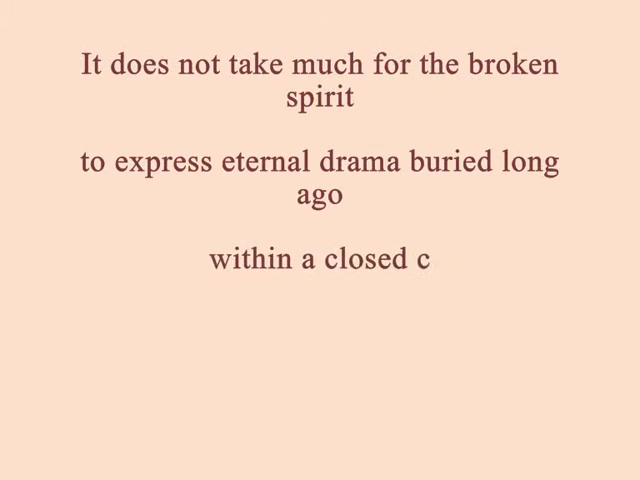 It does not take much for the broken
spirit
to express eternal drama buried long
ago
within a closed c